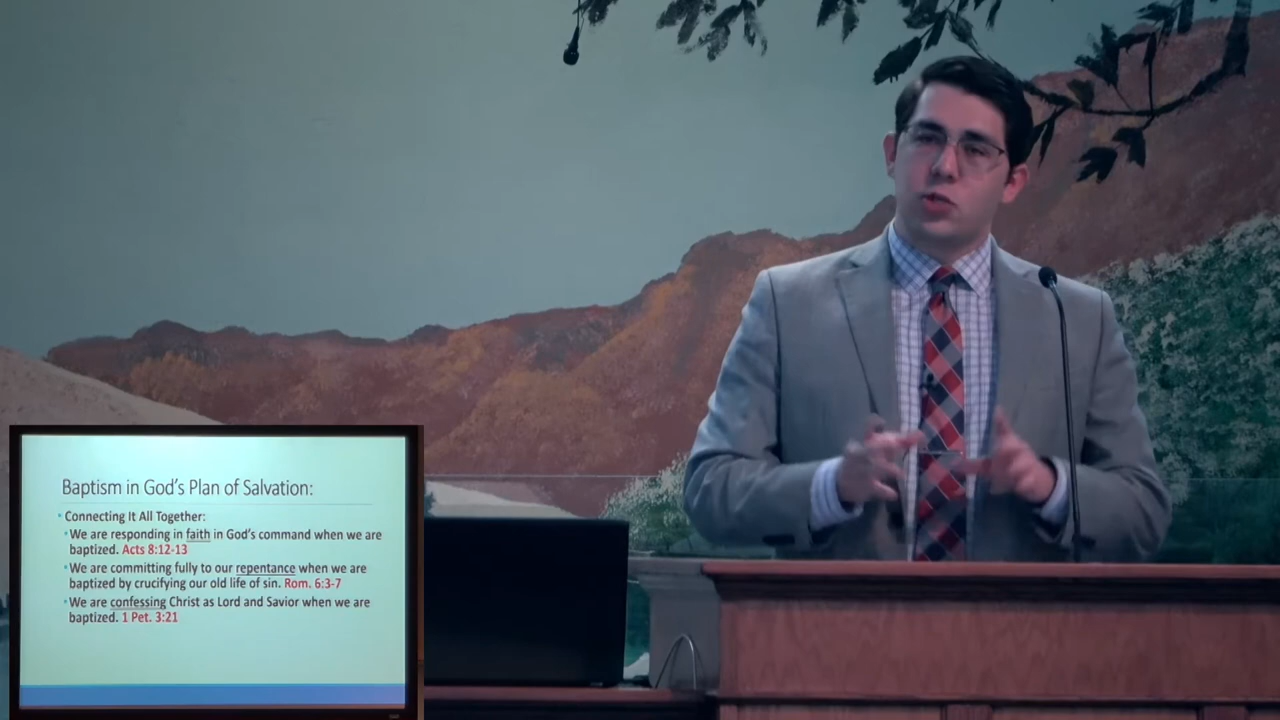 Baptism in God's Plan of Salvation:
Connecting It All Together:
We are responding in faith in God's command when we are
baptized. Acts 8:12-13
We are committing fully to our repentance when we are
baptized by crucifying our old life of sin. Rom. 6:3-7
We are confessing Christ as Lord and Savior when we are
baptized. 1 Pet. 3:21